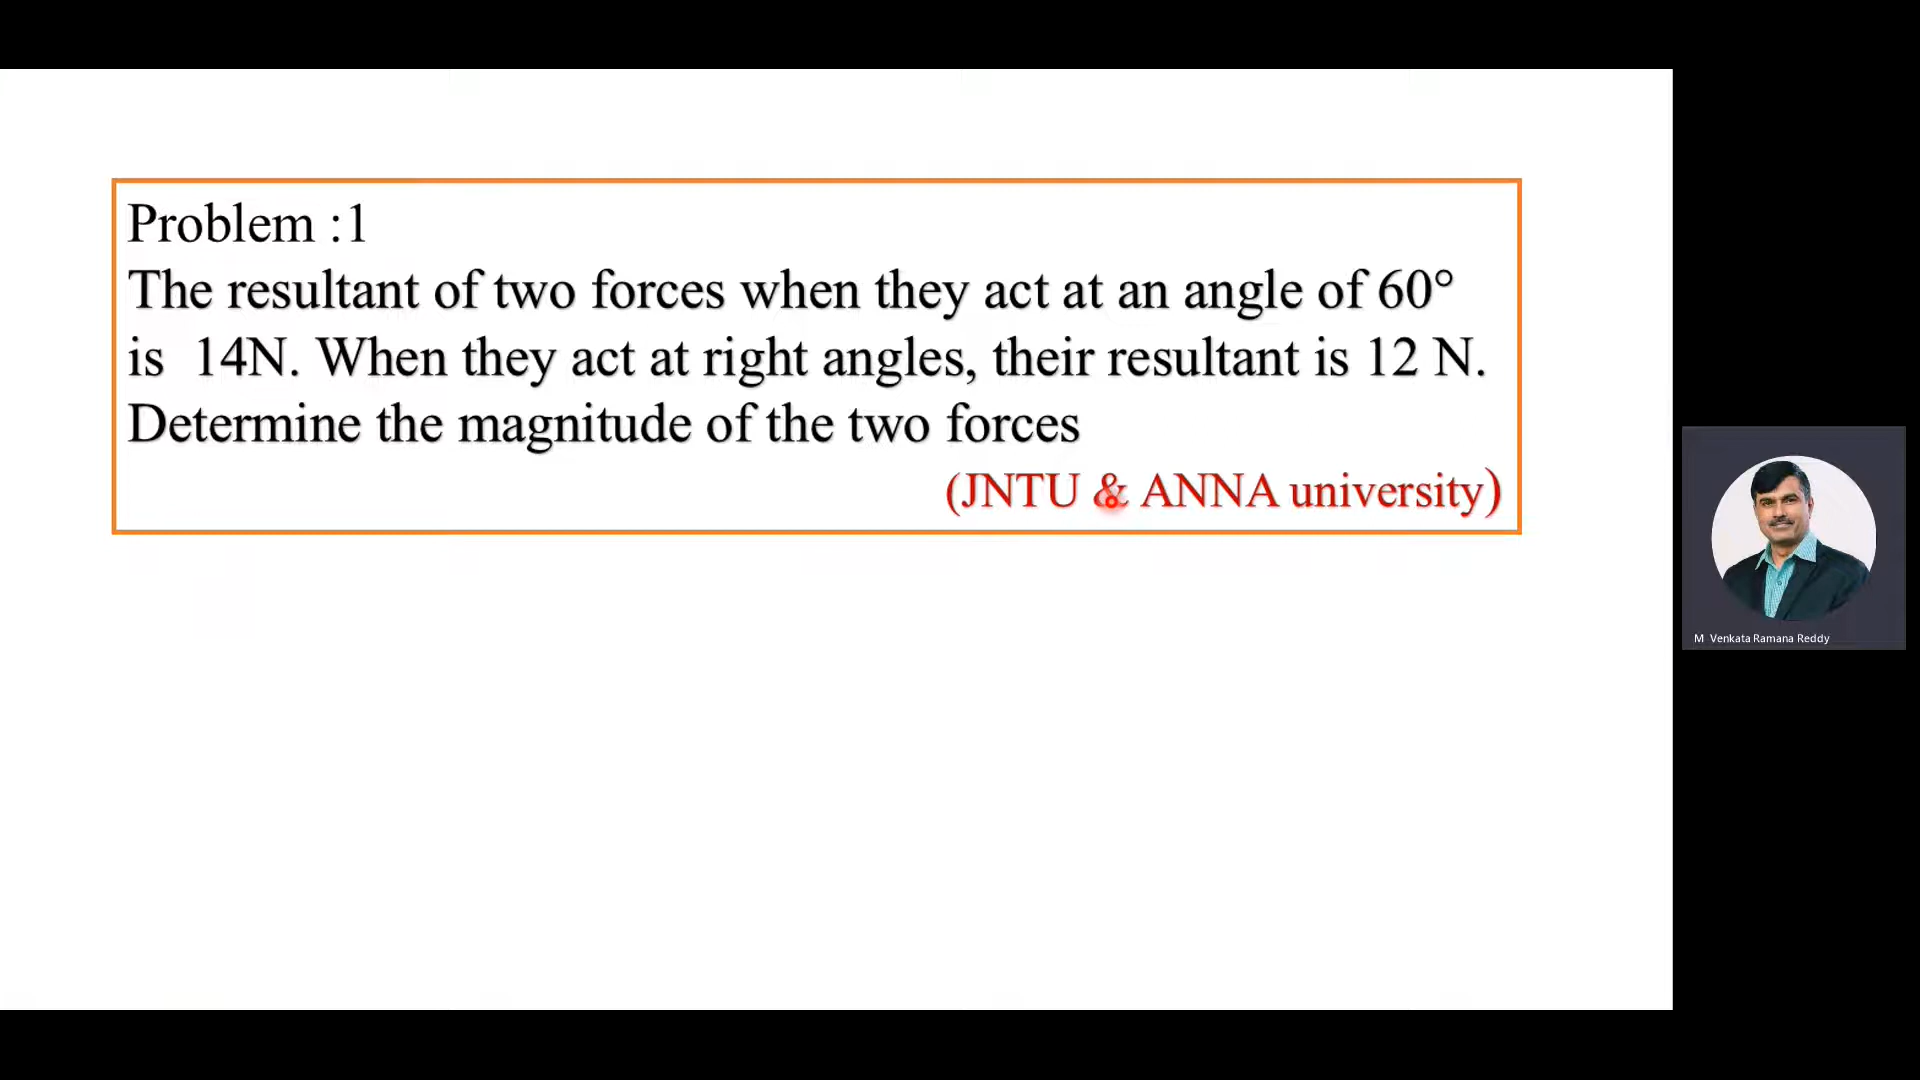 Problem :1
The resultant of two forces when they act at an angle of 60°
is 14N. When they act at right angles, their resultant is 12 N.
Determine the magnitude of the two forces
(JNTU & ANNA university)
M Venkata Ramana Reddy